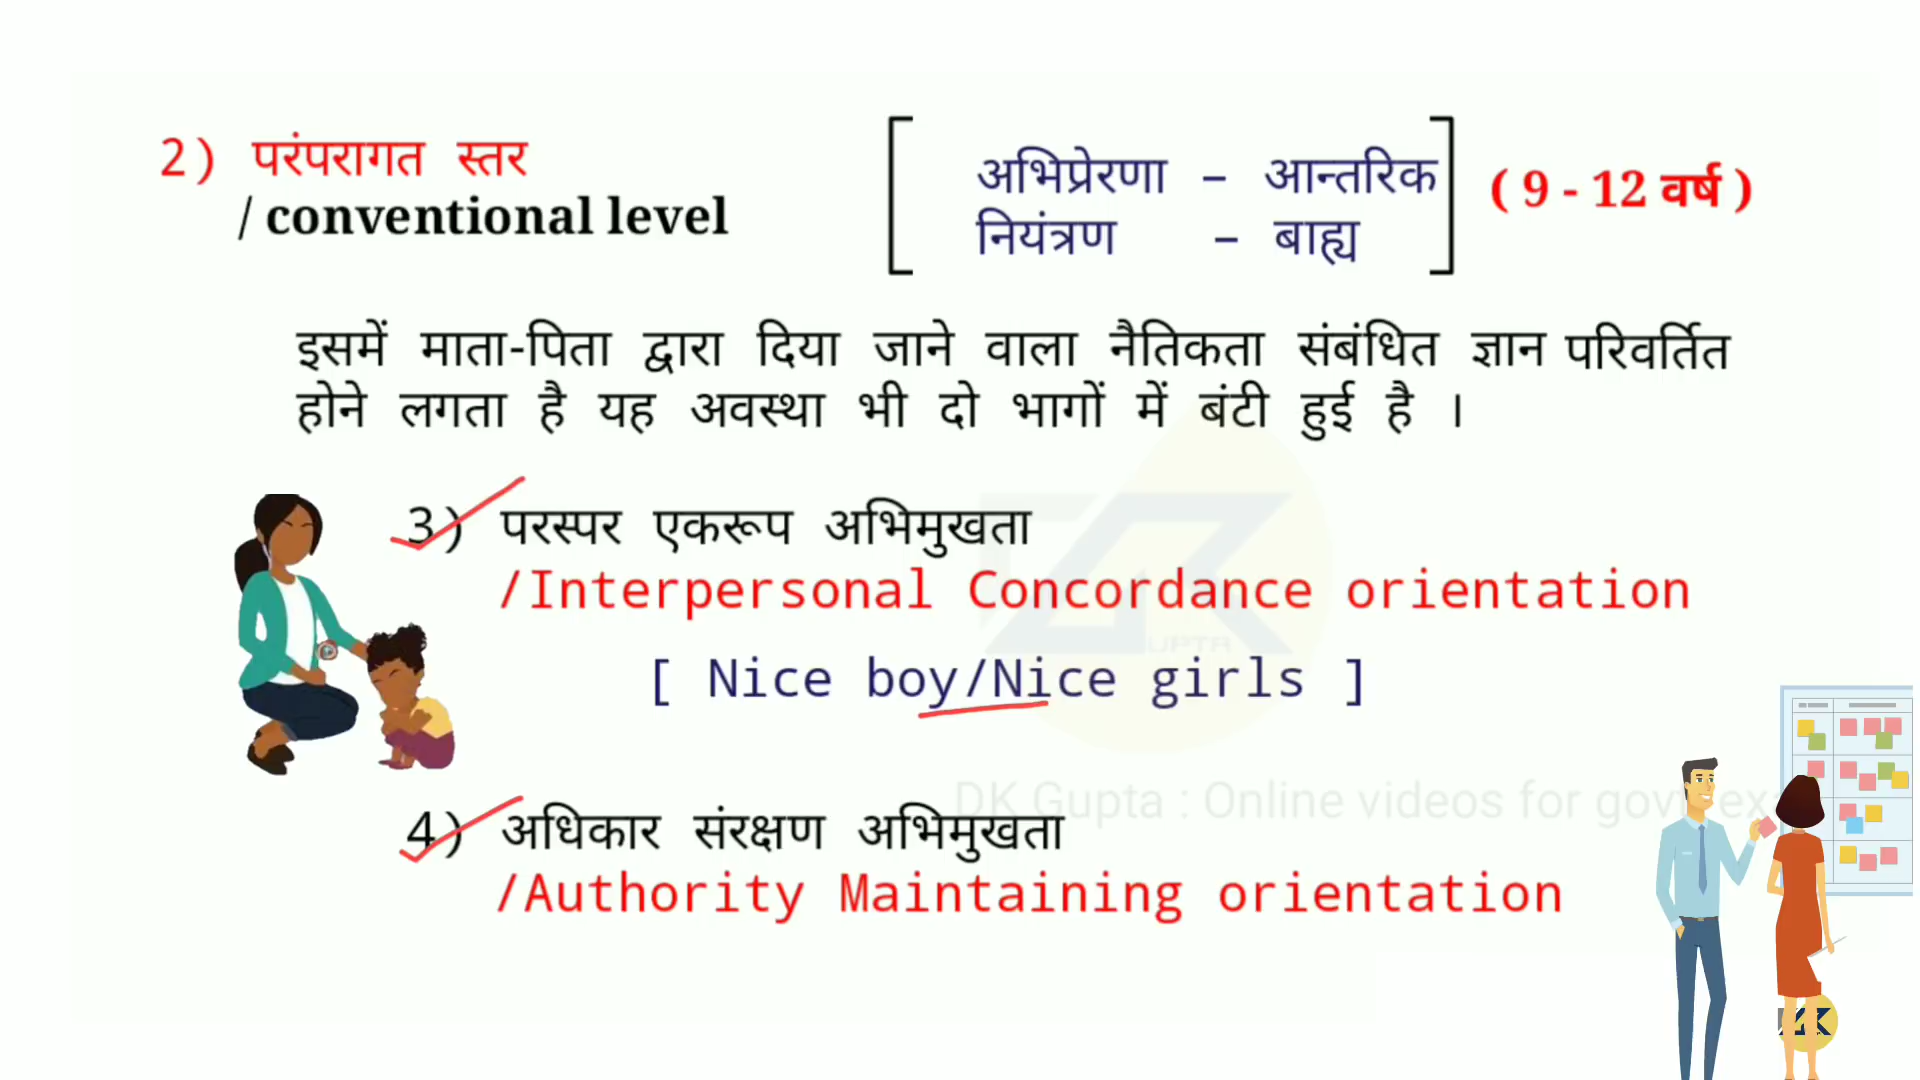 2) परंपरागत स्तर
/ conventional level
अभिप्रेरणा – आन्तरिक
नियंत्रण – बाह्य
( 9 - 12 वर्ष )
इसमें माता-पिता द्वारा दिया जाने वाला नैतिकता संबंधित ज्ञान परिवर्तित
होने लगता है यह अवस्था भी दो भागों में बंटी हुई है ।
3) परस्पर एकरूप अभिमुखता
/Interpersonal Concordance orientation
[ Nice boy/Nice girls ]
4) अधिकार संरक्षण अभिमुखता
/Authority Maintaining orientation
DK Gupta : Online videos for govt
GUPTA